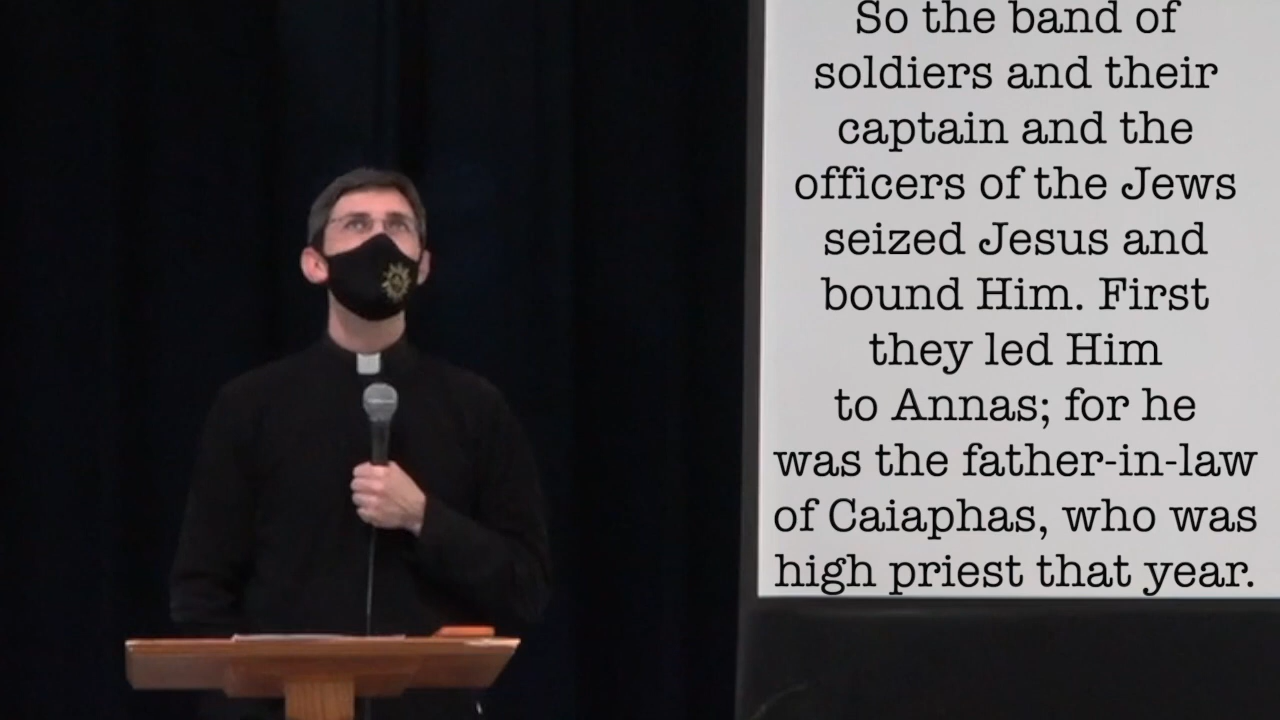 So the band of
soldiers and their
captain and the
officers of the Jews
seized Jesus and
bound Him. First
they led Him
to Annas; for he
was the father-in-law
of Caiaphas, who was
high priest that year.